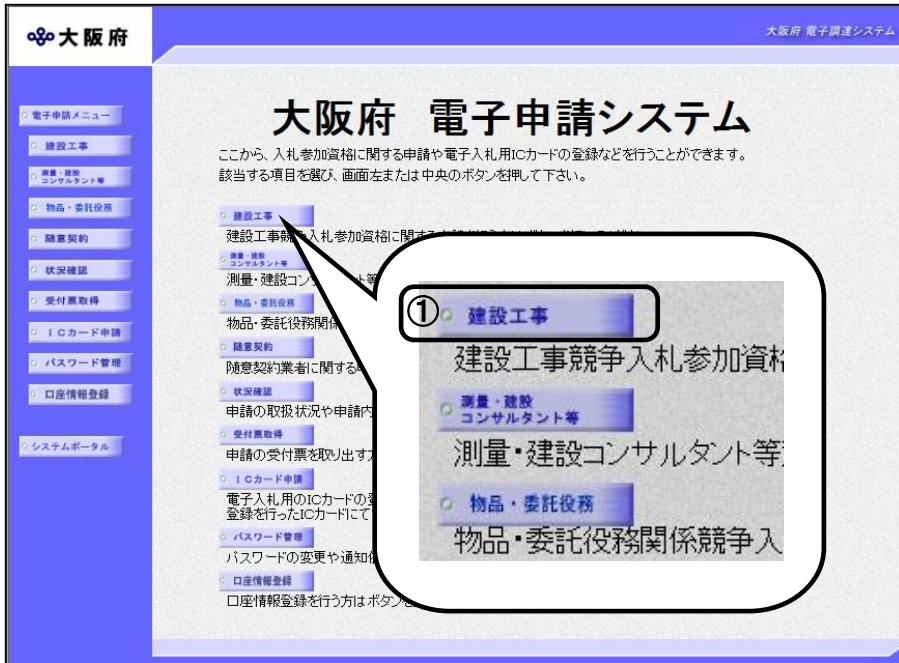 大阪府
大阪府 電子調達システム
電子申請メニュー
建設工事
測量・建設
コンサルタント等
物品・委託役務
随意契約
状況確認
受付票取得
ICカード申請
パスワード管理
口座情報登録
システムポータル
大阪府 電子申請システム
ここから、入札参加資格に関する申請や電子入札用ICカードの登録などを行うことができます。
該当する項目を選び、画面左または中央のボタンを押して下さい。
建設工事
建設工事競争入札参加資格に関す
測量・建設
コンサルタント等
測量・建設コンサルタント等
物品・委託役務
物品・委託役務関係
随意契約
随意契約業者に関する
状況確認
申請の取扱状況や申請内
受付票取得
申請の受付票を取り出す
ICカード申請
電子入札用のICカードの
登録を行ったICカードにて
パスワード管理
パスワードの変更や通知
口座情報登録
口座情報登録を行う方はボタンを
①
建設工事
建設工事競争入札参加資格
測量・建設
コンサルタント等
測量・建設コンサルタント等
物品・委託役務
物品・委託役務関係競争入